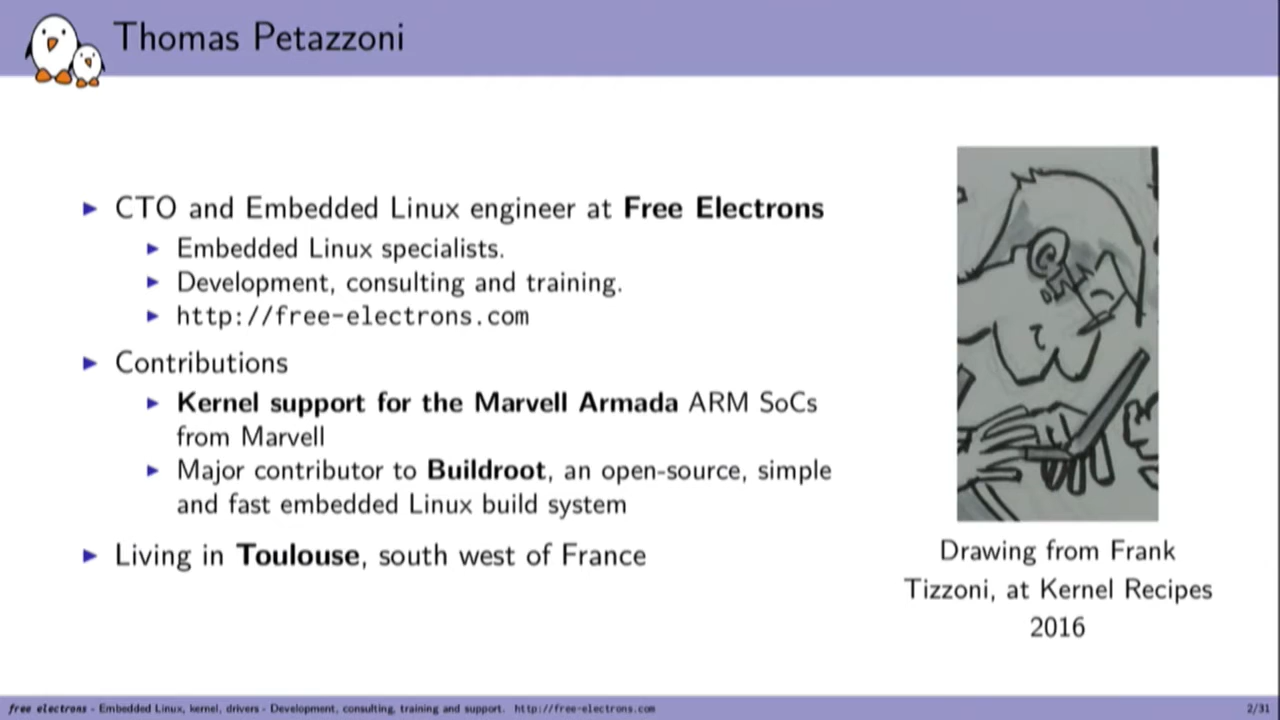 Thomas Petazzoni
CTO and Embedded Linux engineer at Free Electrons
Embedded Linux specialists.
Development, consulting and training.
http://free-electrons.com
Contributions
Kernel support for the Marvell Armada ARM SoCs
from Marvell
Major contributor to Buildroot, an open-source, simple
and fast embedded Linux build system
Living in Toulouse, south west of France
Drawing from Frank
Tizzoni, at Kernel Recipes
2016
free electrons - Embedded Linux, kernel, drivers - Development, consulting, training and support. http://free-electrons.com
2/31